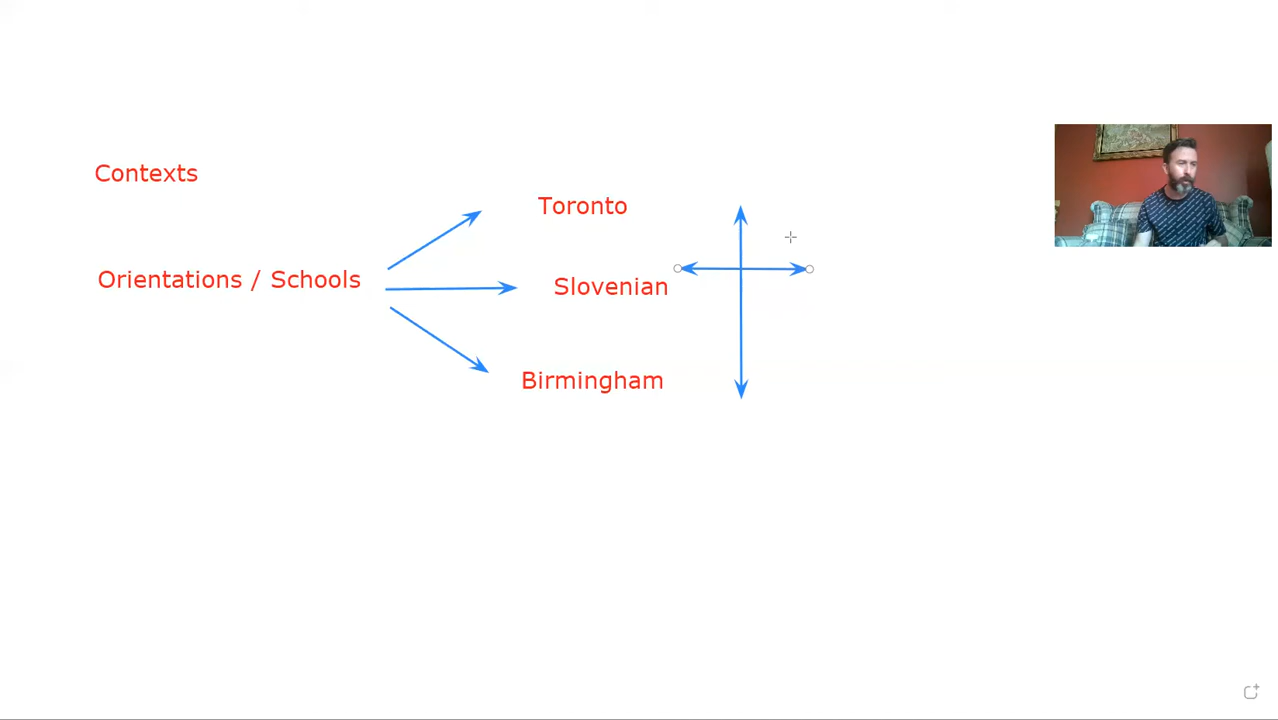 Contexts
Toronto
Orientations / Schools
Slovenian
Birmingham